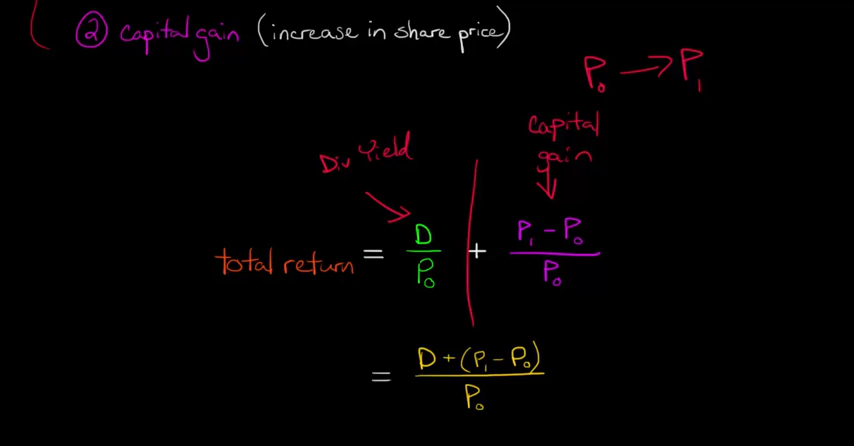 ② capital gain (increase in share price)
P₀ → P₁
capital
gain
Div Yield
total return = D/P₀ + (P₁ − P₀)/P₀
= (D + (P₁ − P₀))/P₀